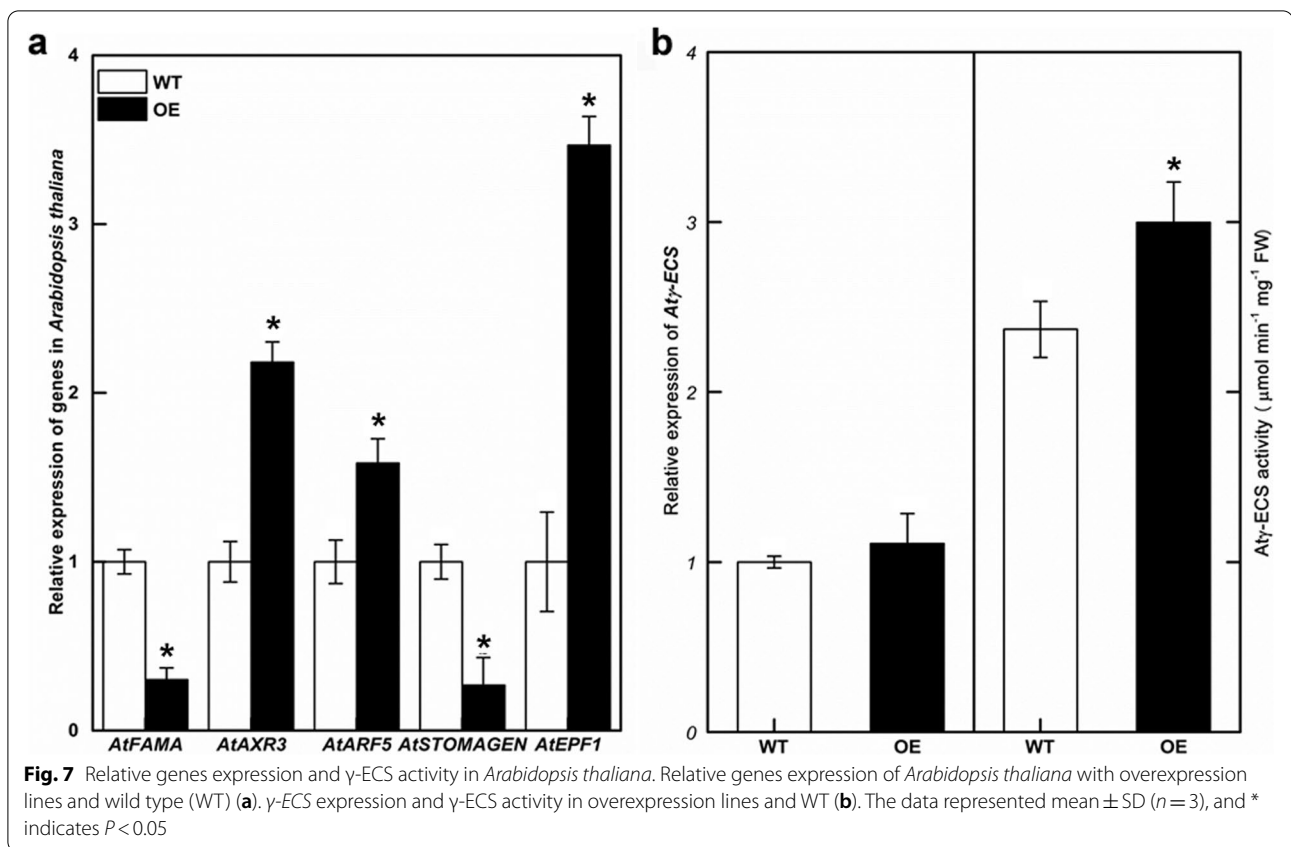 a
4
WT
OE
*
3
*
2
*
1
*
*
0
Relative expression of genes in Arabidopsis thaliana
AtFAMA AtAXR3 AtARF5 AtSTOMAGEN AtEPF1
b
4
*
3
2
1
0
Relative expression of Atγ-ECS
Atγ-ECS activity ( μmol min⁻¹ mg⁻¹ FW)
WT OE WT OE
Fig. 7 Relative genes expression and γ-ECS activity in Arabidopsis thaliana. Relative genes expression of Arabidopsis thaliana with overexpression
lines and wild type (WT) (a). γ-ECS expression and γ-ECS activity in overexpression lines and WT (b). The data represented mean ± SD (n = 3), and *
indicates P < 0.05